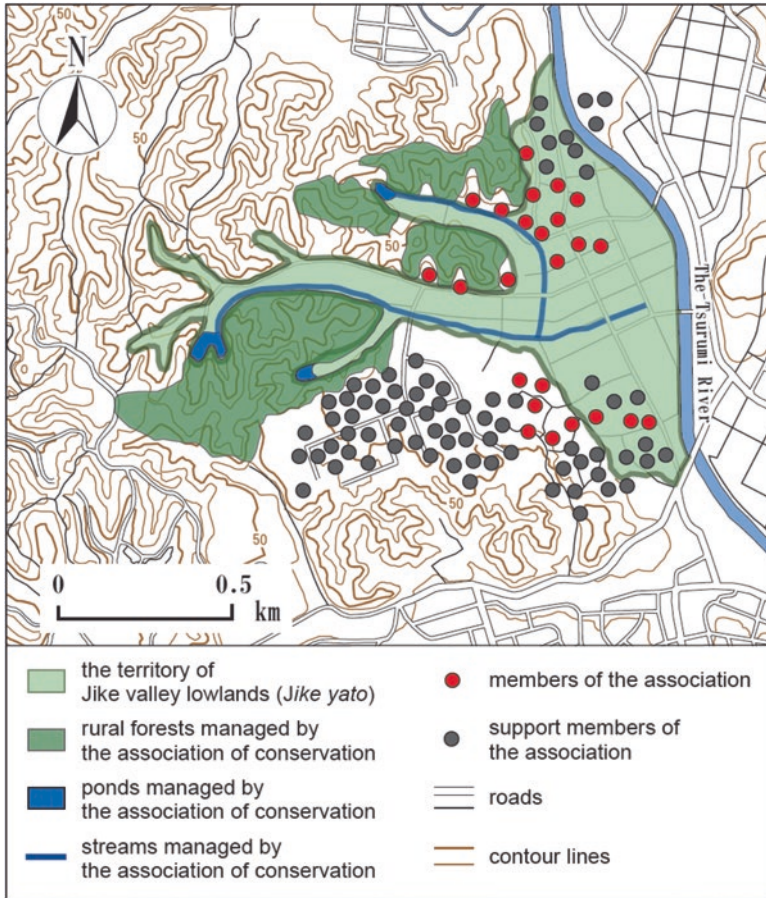 N
50
50
50
50
50
50
The Tsurumi River
0 0.5
km
the territory of
Jike valley lowlands (Jike yato)
rural forests managed by
the association of conservation
ponds managed by
the association of conservation
streams managed by
the association of conservation
members of the association
support members of
the association
roads
contour lines